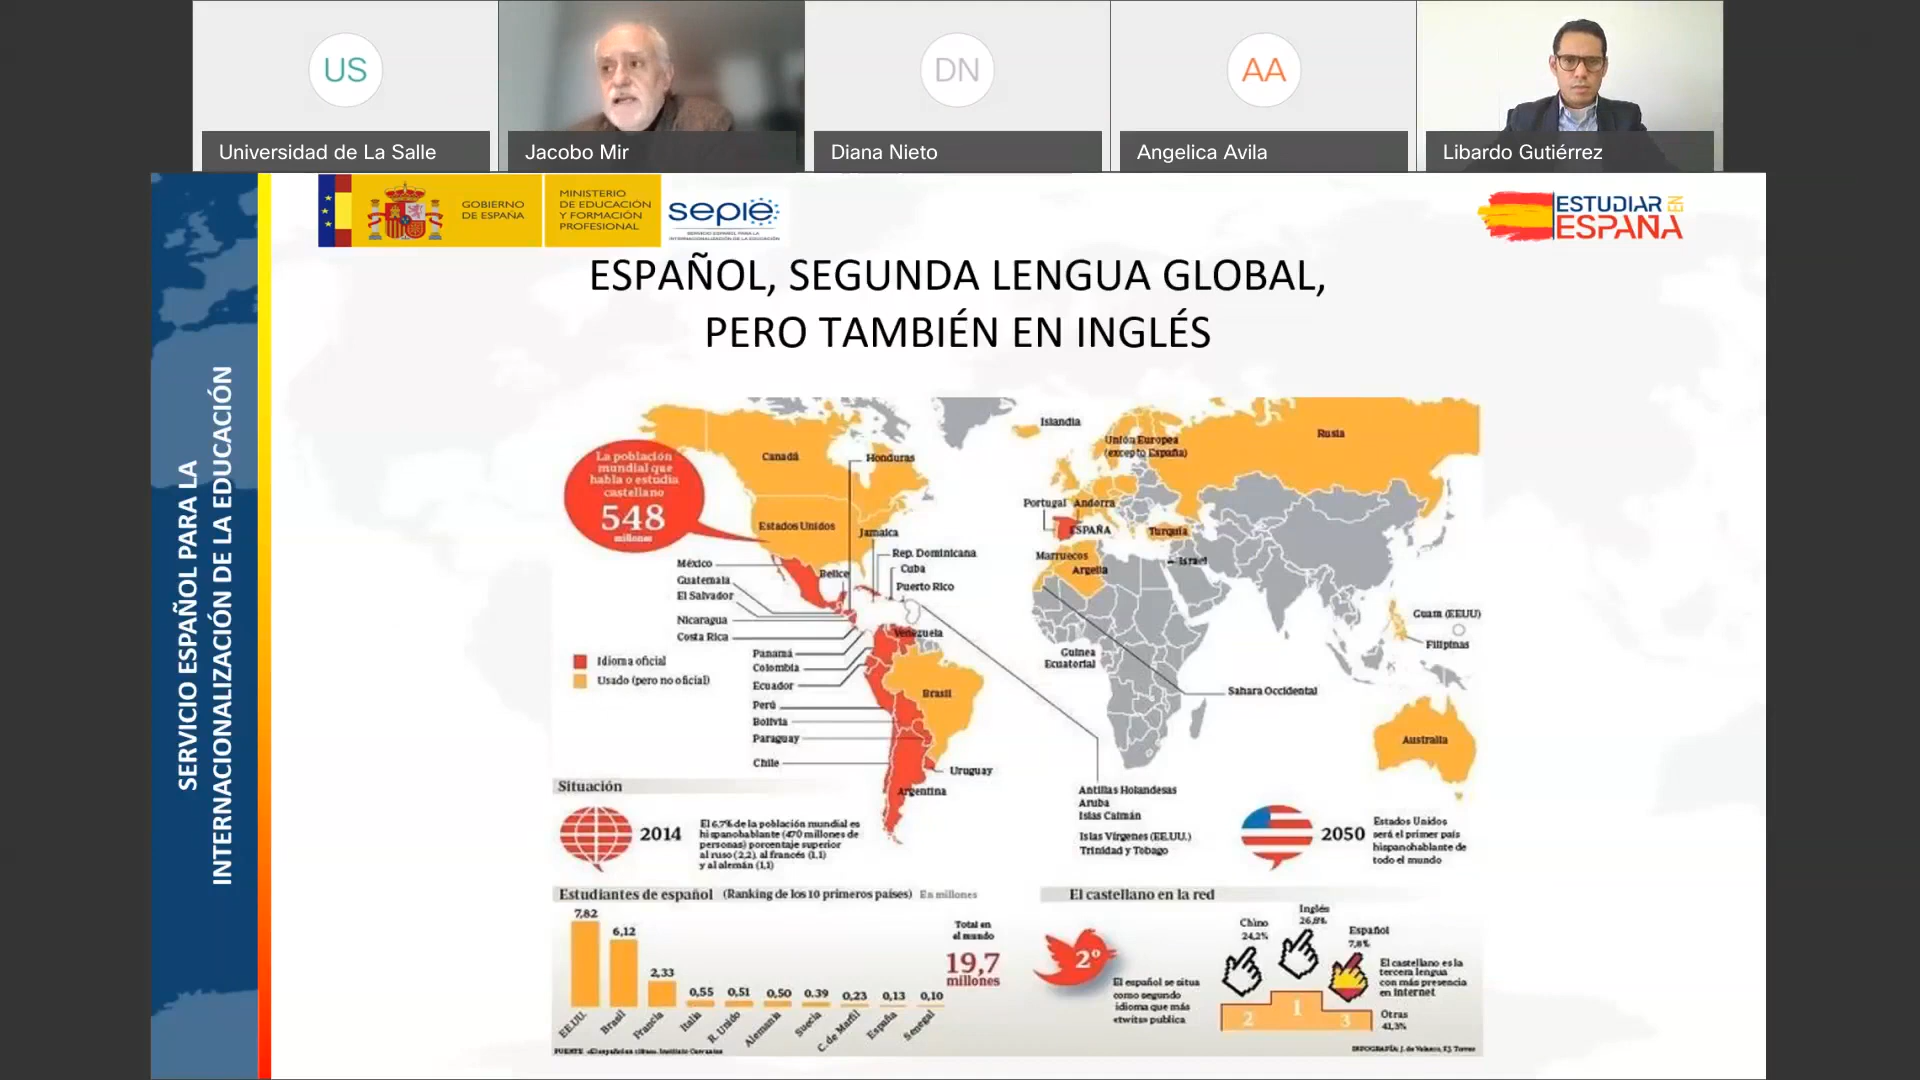 US
DN
AA
Universidad de La Salle
Jacobo Mir
Diana Nieto
Angelica Avila
Libardo Gutiérrez
GOBIERNO
DE ESPAÑA
MINISTERIO
DE EDUCACIÓN
Y FORMACIÓN
PROFESIONAL
sepie
SERVICIO ESPAÑOL PARA LA
INTERNACIONALIZACIÓN DE LA EDUCACIÓN
ESTUDIAR EN
ESPAÑA
SERVICIO ESPAÑOL PARA LA
INTERNACIONALIZACIÓN DE LA EDUCACIÓN
ESPAÑOL, SEGUNDA LENGUA GLOBAL,
PERO TAMBIÉN EN INGLÉS
La población
mundial que
habla o estudia
castellano
548
millones
Canadá
Honduras
Estados Unidos
Jamaica
Rep. Dominicana
Cuba
Puerto Rico
México
Belice
Guatemala
El Salvador
Nicaragua
Costa Rica
Venezuela
Panamá
Colombia
Ecuador
Brasil
Perú
Bolivia
Paraguay
Chile
Uruguay
Argentina
Idioma oficial
Usado (pero no oficial)
Islandia
Unión Europea
(excepto España)
Rusia
Portugal
Andorra
ESPAÑA
Turquía
Marruecos
Argelia
Israel
Guam (EEUU)
Filipinas
Guinea
Ecuatorial
Sahara Occidental
Australia
Antillas Holandesas
Aruba
Islas Caimán
Islas Vírgenes (EE.UU.)
Trinidad y Tobago
Situación
2014
El 6,7% de la población mundial es
hispanohablante (470 millones de
personas) porcentaje superior
al ruso (2,2), al francés (1,1)
y al alemán (1,1)
2050
Estados Unidos
será el primer país
hispanohablante de
todo el mundo
Estudiantes de español (Ranking de los 10 primeros países) En millones
7,82
6,12
2,33
0,55
0,51
0,50
0.39
0,23
0,13
0,10
EE.UU.
Brasil
Francia
Italia
R. Unido
Alemania
Suecia
C. de Marfil
España
Senegal
Total en
el mundo
19,7
millones
FUENTE: «El español en cifras». Instituto Cervantes
El castellano en la red
2º
El español se sitúa
como segundo
idioma que más
«twits» publica
Chino
24,2%
Inglés
26,8%
Español
7,8%
2
1
3
El castellano es la
tercera lengua
con más presencia
en Internet
Otras
41,3%
INFOGRAFÍA: J. de Velasco, F.J. Torres